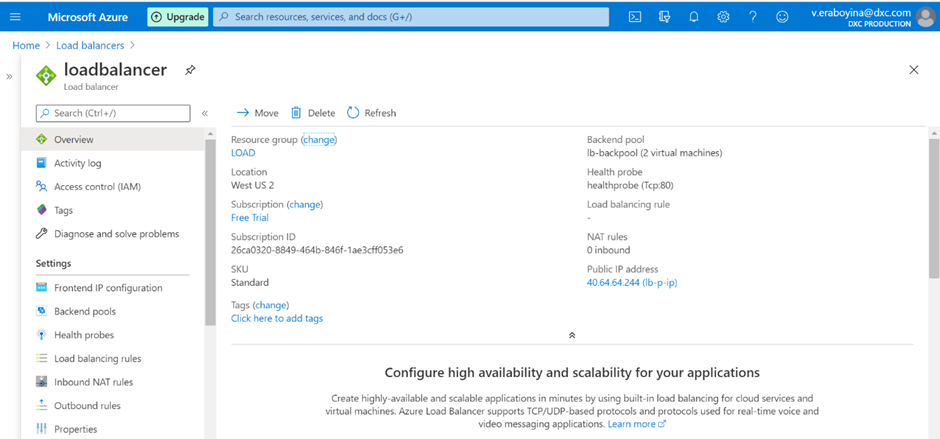 Microsoft Azure
Upgrade
Search resources, services, and docs (G+/)
v.eraboyina@dxc.com
DXC PRODUCTION
Home > Load balancers >
loadbalancer
Load balancer
Search (Ctrl+/)
Move Delete Refresh
Overview
Activity log
Access control (IAM)
Tags
Diagnose and solve problems
Settings
Frontend IP configuration
Backend pools
Health probes
Load balancing rules
Inbound NAT rules
Outbound rules
Properties
Resource group (change)
LOAD
Location
West US 2
Subscription (change)
Free Trial
Subscription ID
26ca0320-8849-464b-846f-1ae3cff053e6
SKU
Standard
Tags (change)
Click here to add tags
Backend pool
lb-backpool (2 virtual machines)
Health probe
healthprobe (Tcp:80)
Load balancing rule
-
NAT rules
0 inbound
Public IP address
40.64.64.244 (lb-p-ip)
Configure high availability and scalability for your applications
Create highly-available and scalable applications in minutes by using built-in load balancing for cloud services and
virtual machines. Azure Load Balancer supports TCP/UDP-based protocols and protocols used for real-time voice and
video messaging applications. Learn more